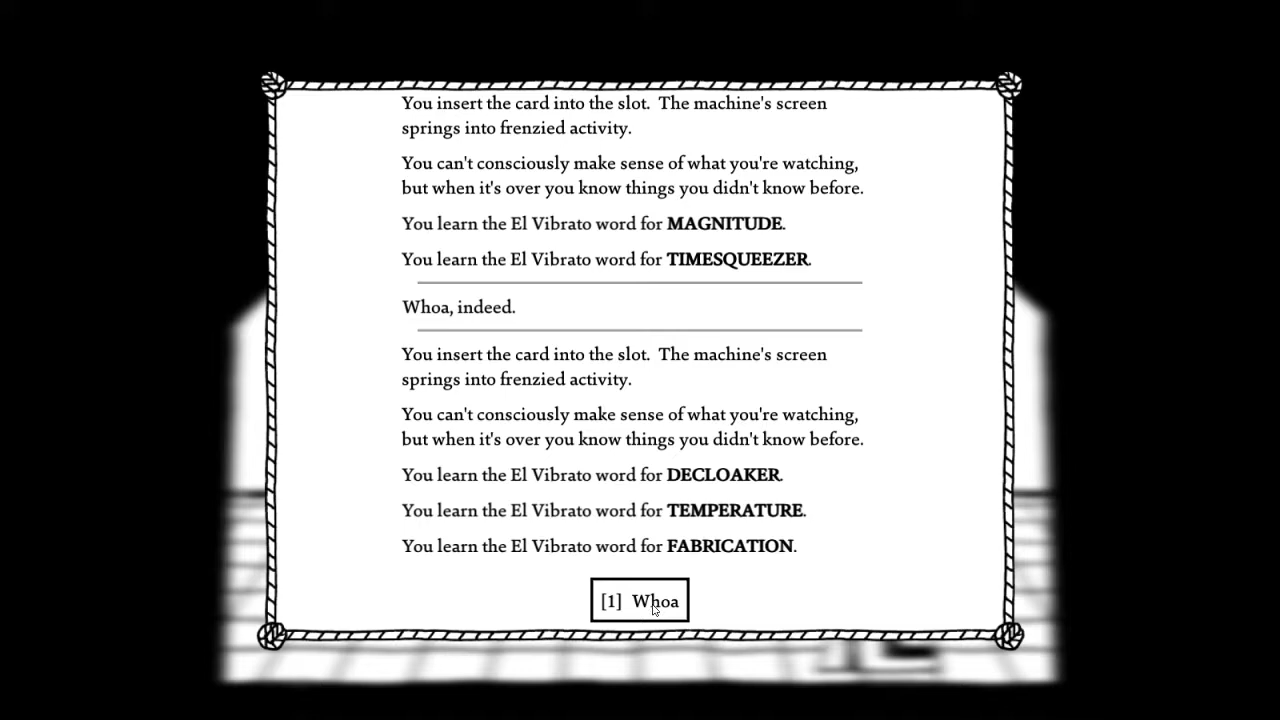 You insert the card into the slot.  The machine's screen
springs into frenzied activity.
You can't consciously make sense of what you're watching,
but when it's over you know things you didn't know before.
You learn the El Vibrato word for MAGNITUDE.
You learn the El Vibrato word for TIMESQUEEZER.
Whoa, indeed.
You insert the card into the slot.  The machine's screen
springs into frenzied activity.
You can't consciously make sense of what you're watching,
but when it's over you know things you didn't know before.
You learn the El Vibrato word for DECLOAKER.
You learn the El Vibrato word for TEMPERATURE.
You learn the El Vibrato word for FABRICATION.
[1]  Whoa